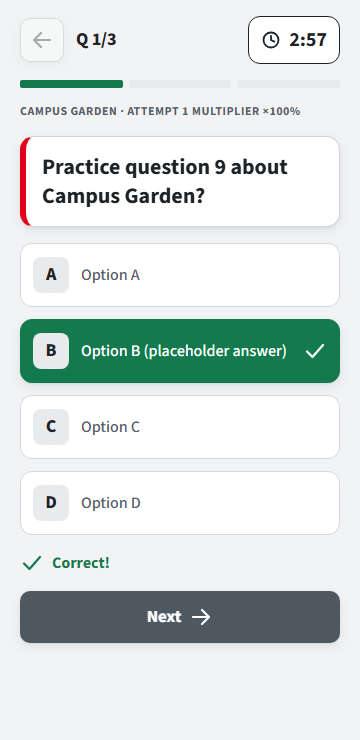 Q 1/3
2:57
CAMPUS GARDEN · ATTEMPT 1 MULTIPLIER ×100%
Practice question 9 about
Campus Garden?
A Option A
B Option B (placeholder answer)
C Option C
D Option D
Correct!
Next